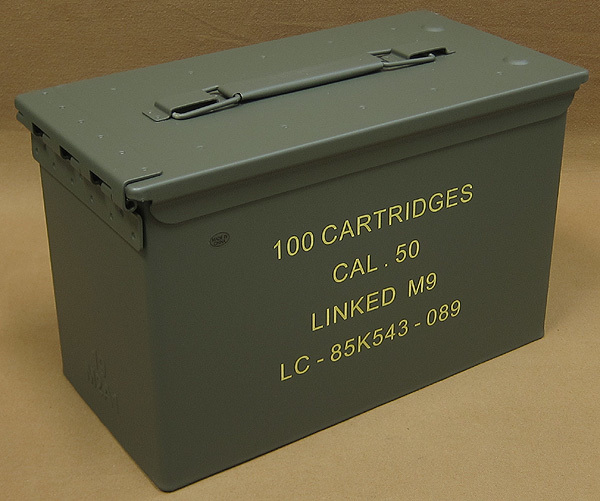 100 CARTRIDGES
CAL . 50
LINKED M9
LC - 85K543 - 089